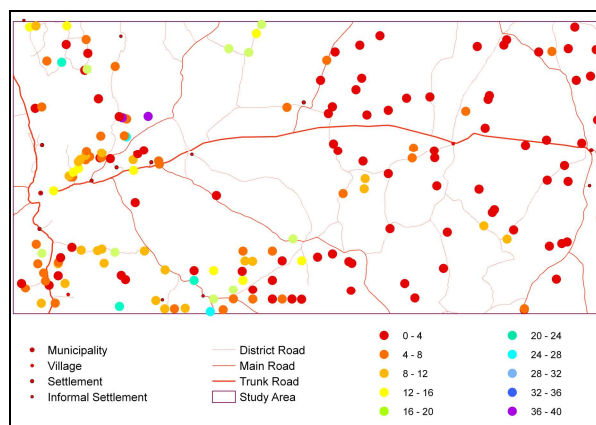 Municipality
Village
Settlement
Informal Settlement
District Road
Main Road
Trunk Road
Study Area
0 - 4
4 - 8
8 - 12
12 - 16
16 - 20
20 - 24
24 - 28
28 - 32
32 - 36
36 - 40